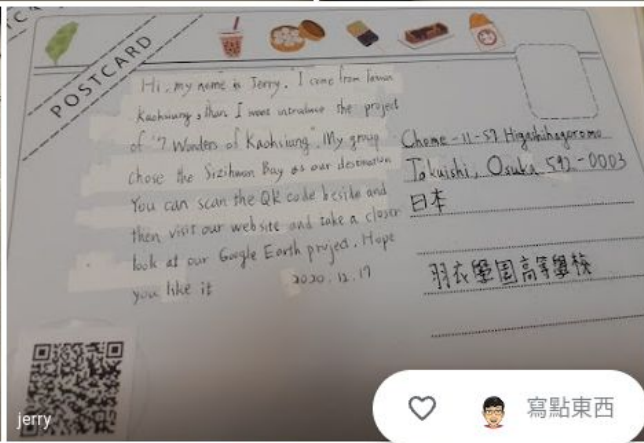 POSTCARD
Hi, my name is Jerry. I come from Taiwan
Kaohsiung, then I want introduce the project
of "7 Wonders of Kaohsiung". My group
chose the Sizihwan Bay as our destination
You can scan the QR code beside and
then visit our website and take a closer
look at our Google Earth project. Hope
you like it
2020.12.17
Chome-11-57 Higashihagoromo
Takaishi, Osaka 592-0003
日本
羽衣學園高等學校
jerry
寫點東西